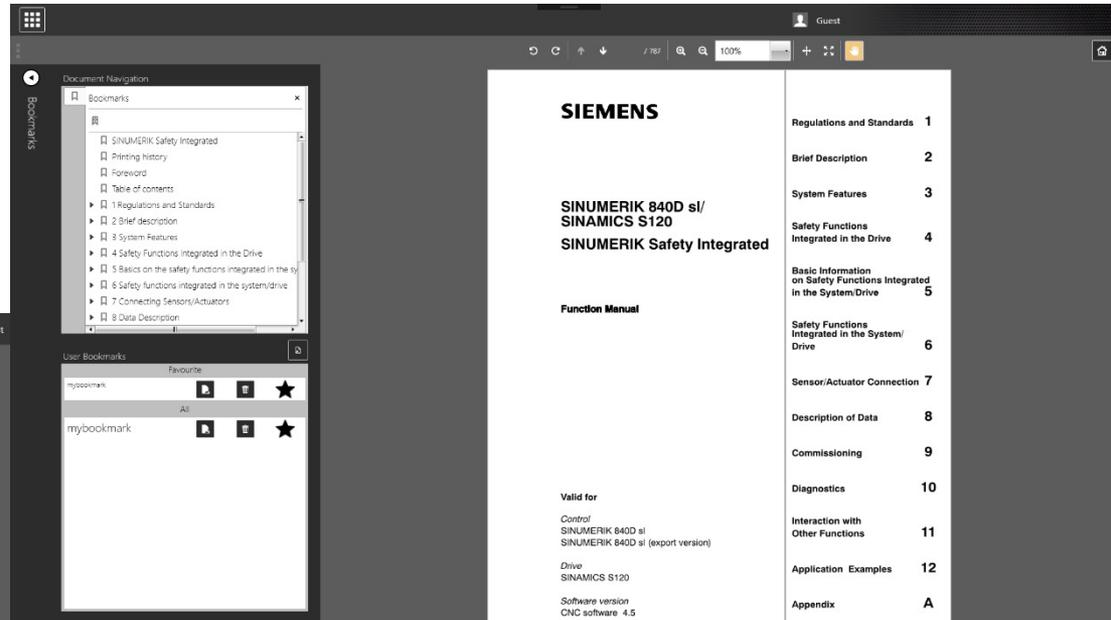 Guest
/ 787
100%
Bookmarks
Document Navigation
Bookmarks
SINUMERIK Safety Integrated
Printing history
Foreword
Table of contents
1 Regulations and Standards
2 Brief description
3 System Features
4 Safety Functions Integrated in the Drive
5 Basics on the safety functions integrated in the sy
6 Safety functions integrated in the system/drive
7 Connecting Sensors/Actuators
8 Data Description
t
User Bookmarks
Favourite
mybookmark
All
mybookmark
SIEMENS
SINUMERIK 840D sl/
SINAMICS S120
SINUMERIK Safety Integrated
Function Manual
Valid for
Control
SINUMERIK 840D sl
SINUMERIK 840D sl (export version)
Drive
SINAMICS S120
Software version
CNC software 4.5
Regulations and Standards 1
Brief Description 2
System Features 3
Safety Functions
Integrated in the Drive 4
Basic Information
on Safety Functions Integrated
in the System/Drive 5
Safety Functions
Integrated in the System/
Drive 6
Sensor/Actuator Connection 7
Description of Data 8
Commissioning 9
Diagnostics 10
Interaction with
Other Functions 11
Application Examples 12
Appendix A